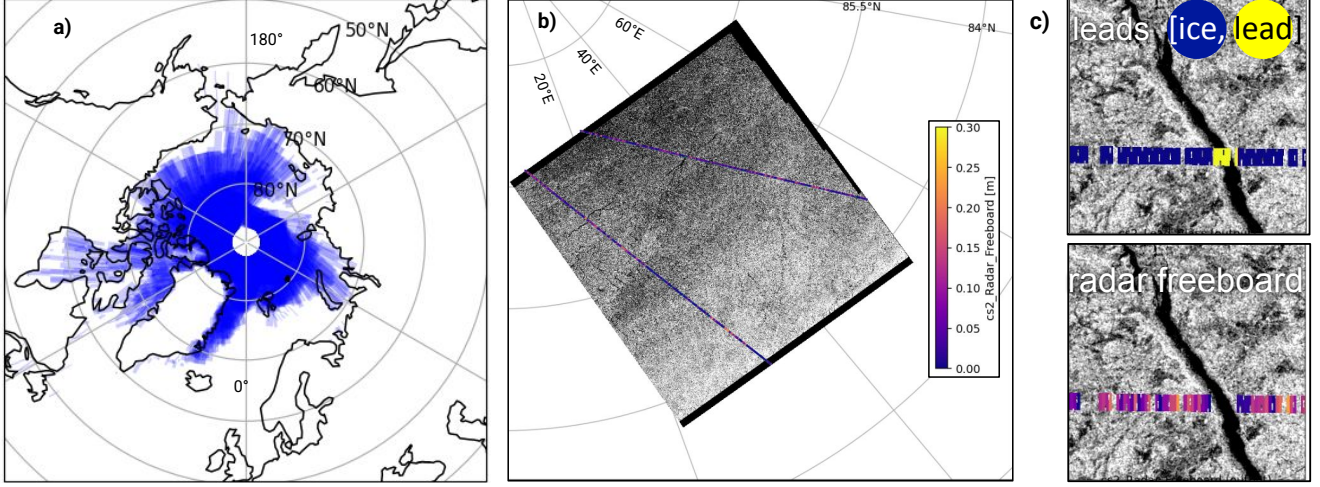 a)
180°
50°N
60°N
70°N
80°N
0°
b)
60°E
40°E
20°E
85.5°N
84°N
0.30
0.25
0.20
0.15
0.10
0.05
0.00
cs2_Radar_Freeboard [m]
c)
leads [ice, lead]
radar freeboard